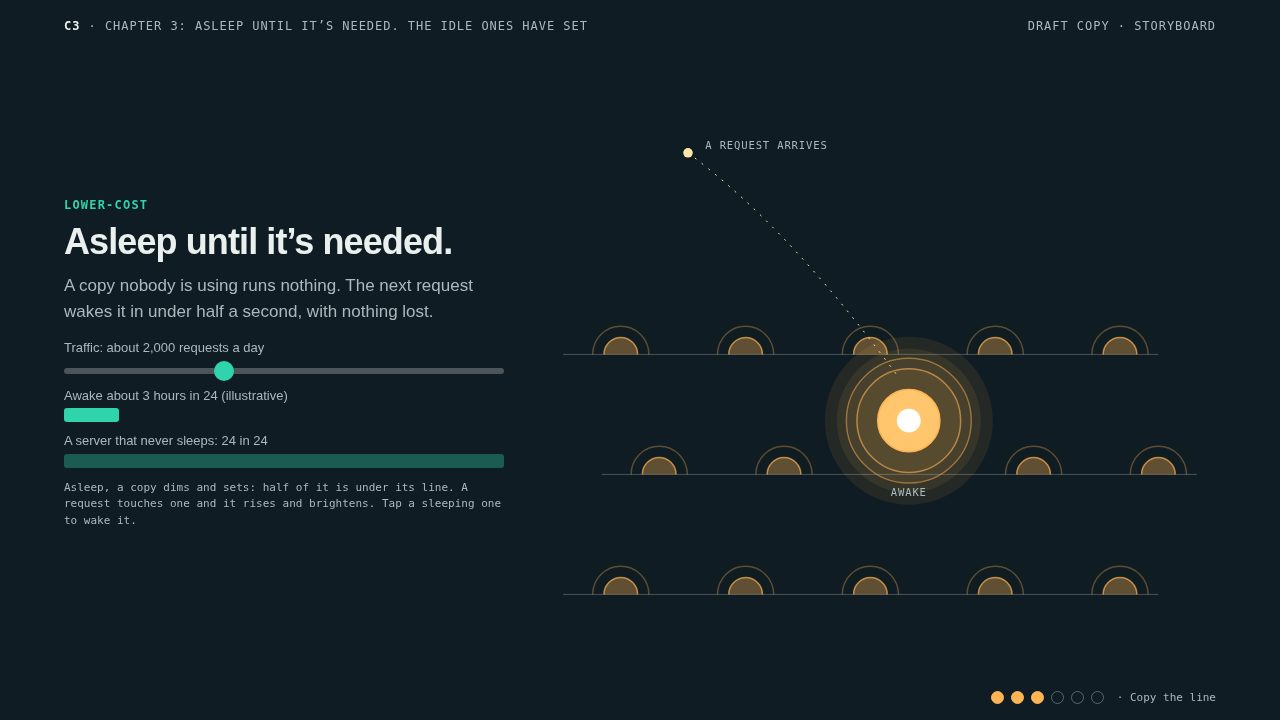 C3 · CHAPTER 3: ASLEEP UNTIL IT’S NEEDED. THE IDLE ONES HAVE SET
DRAFT COPY · STORYBOARD
A REQUEST ARRIVES
LOWER-COST
Asleep until it’s needed.
A copy nobody is using runs nothing. The next request
wakes it in under half a second, with nothing lost.
Traffic: about 2,000 requests a day
Awake about 3 hours in 24 (illustrative)
A server that never sleeps: 24 in 24
Asleep, a copy dims and sets: half of it is under its line. A
request touches one and it rises and brightens. Tap a sleeping one
to wake it.
AWAKE
· Copy the line